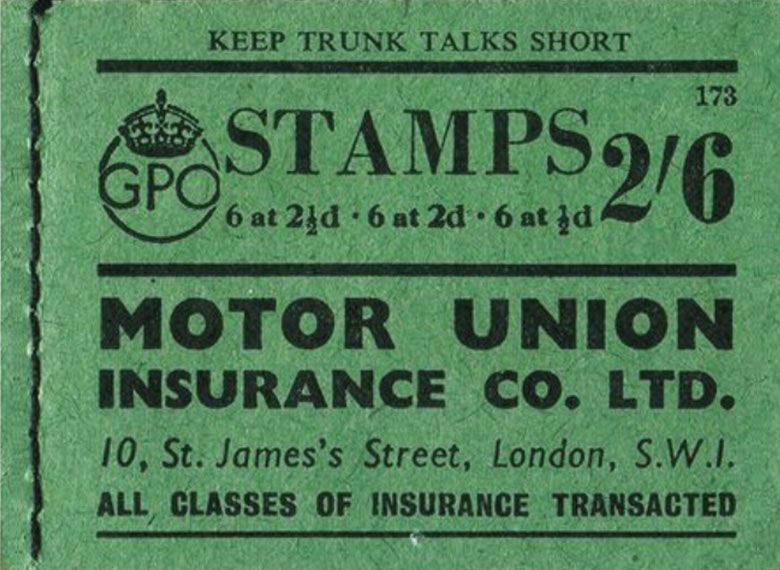 KEEP TRUNK TALKS SHORT
173
GPO
STAMPS 2/6
6 at 2½d · 6 at 2d · 6 at ½d
MOTOR UNION
INSURANCE CO. LTD.
10, St. James's Street, London, S.W.1.
ALL CLASSES OF INSURANCE TRANSACTED